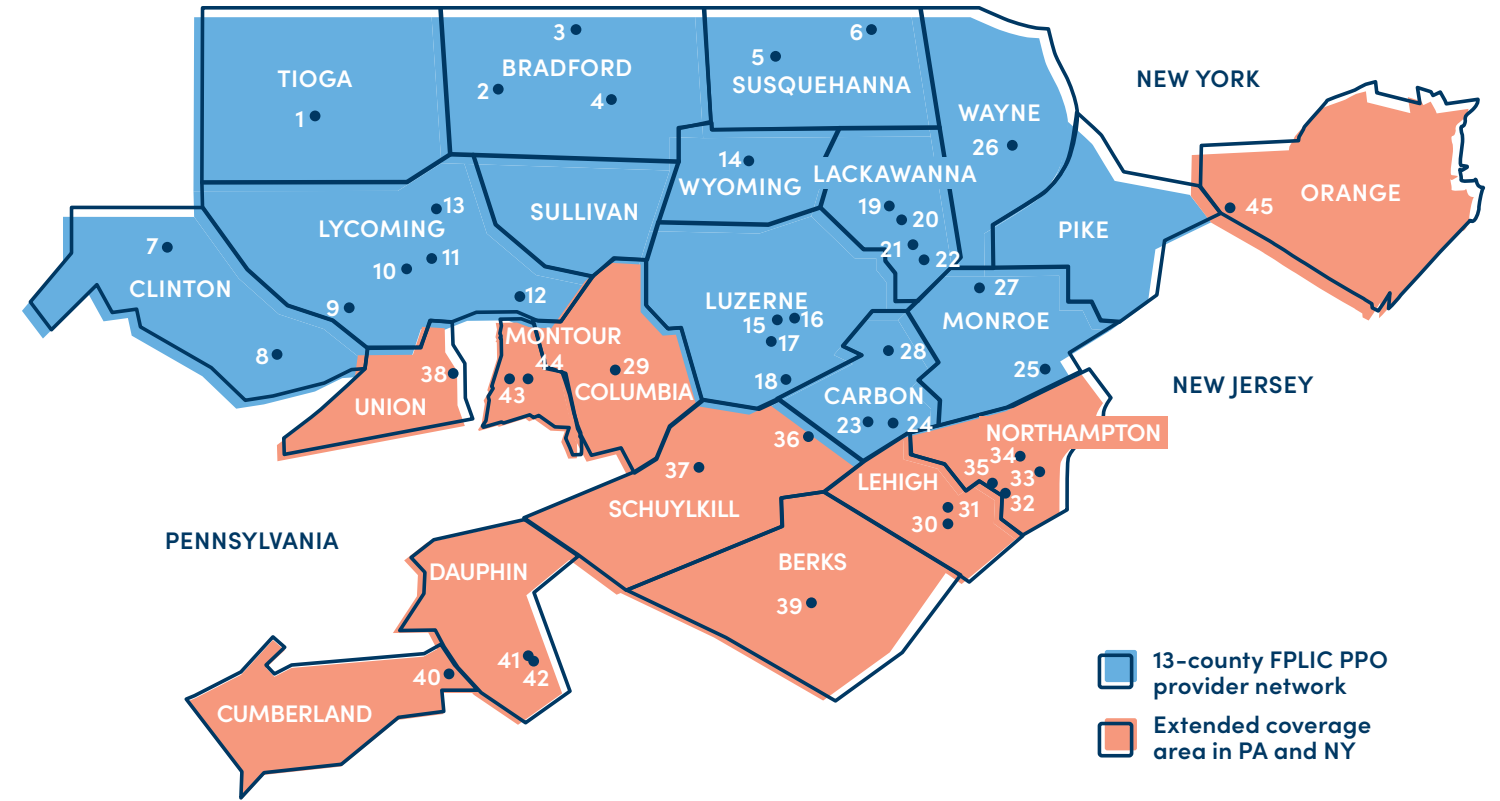 3
6
BRADFORD
TIOGA
5
SUSQUEHANNA
NEW YORK
2
4
1
WAYNE
26
14
WYOMING
LACKAWANNA
ORANGE
13
LYCOMING
SULLIVAN
19
20
45
PIKE
7
10
11
21
22
CLINTON
12
9
LUZERNE
15
16
17
27
MONROE
MONTOUR
44
8
38
43
29
COLUMBIA
18
28
25
NEW JERSEY
UNION
CARBON
23
24
36
NORTHAMPTON
37
34
35
33
LEHIGH
32
31
30
SCHUYLKILL
PENNSYLVANIA
DAUPHIN
BERKS
39
41
42
40
CUMBERLAND
13-county FPLIC PPO
provider network
Extended coverage
area in PA and NY